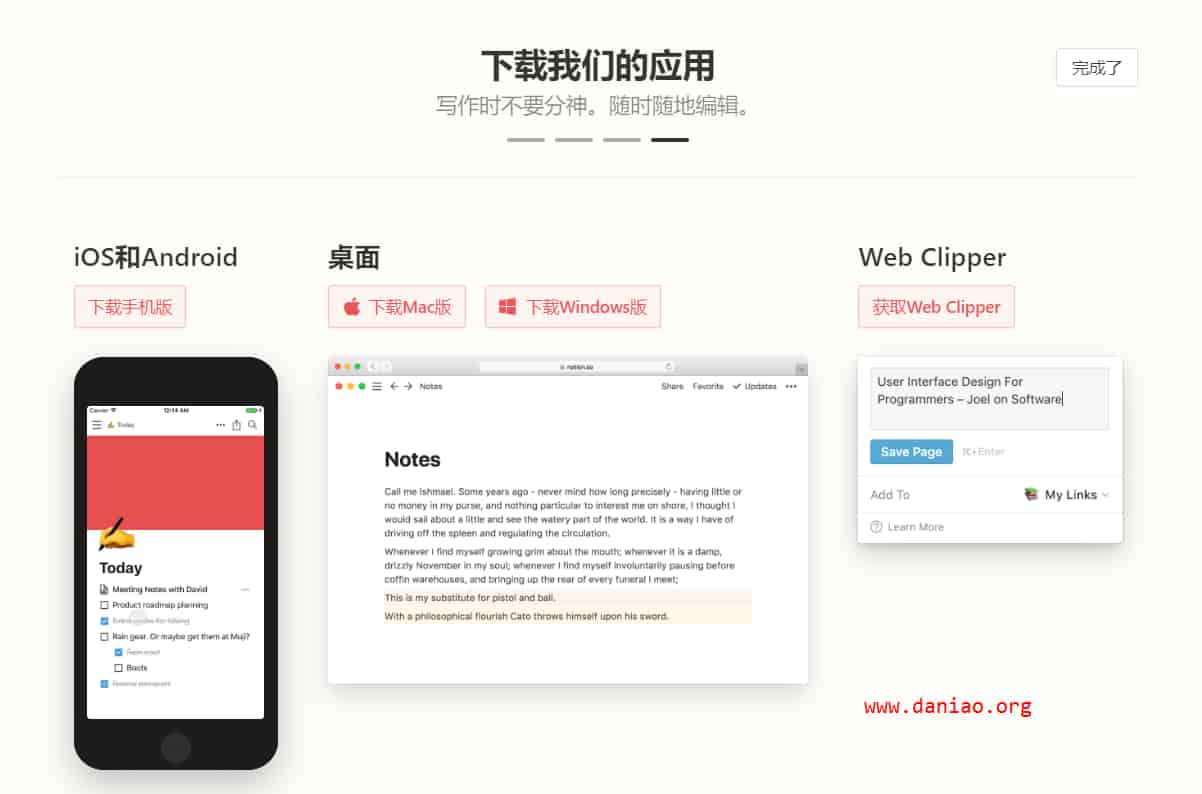 下载我们的应用
完成了
写作时不要分神。随时随地编辑。
iOS和Android
下载手机版
Carrier
12:14 AM
Today
Today
Meeting Notes with David
Product roadmap planning
Rain gear. Or maybe get them at Muji?
Boots
桌面
下载Mac版
下载Windows版
notion.so
Notes
Share Favorite Updates
Notes
Call me Ishmael. Some years ago - never mind how long precisely - having little or
no money in my purse, and nothing particular to interest me on shore, I thought I
would sail about a little and see the watery part of the world. It is a way I have of
driving off the spleen and regulating the circulation.
Whenever I find myself growing grim about the mouth; whenever it is a damp,
drizzly November in my soul; whenever I find myself involuntarily pausing before
coffin warehouses, and bringing up the rear of every funeral I meet;
This is my substitute for pistol and ball.
With a philosophical flourish Cato throws himself upon his sword.
Web Clipper
获取Web Clipper
User Interface Design For
Programmers – Joel on Software
Save Page
⌘+Enter
Add To
My Links
Learn More
www.daniao.org